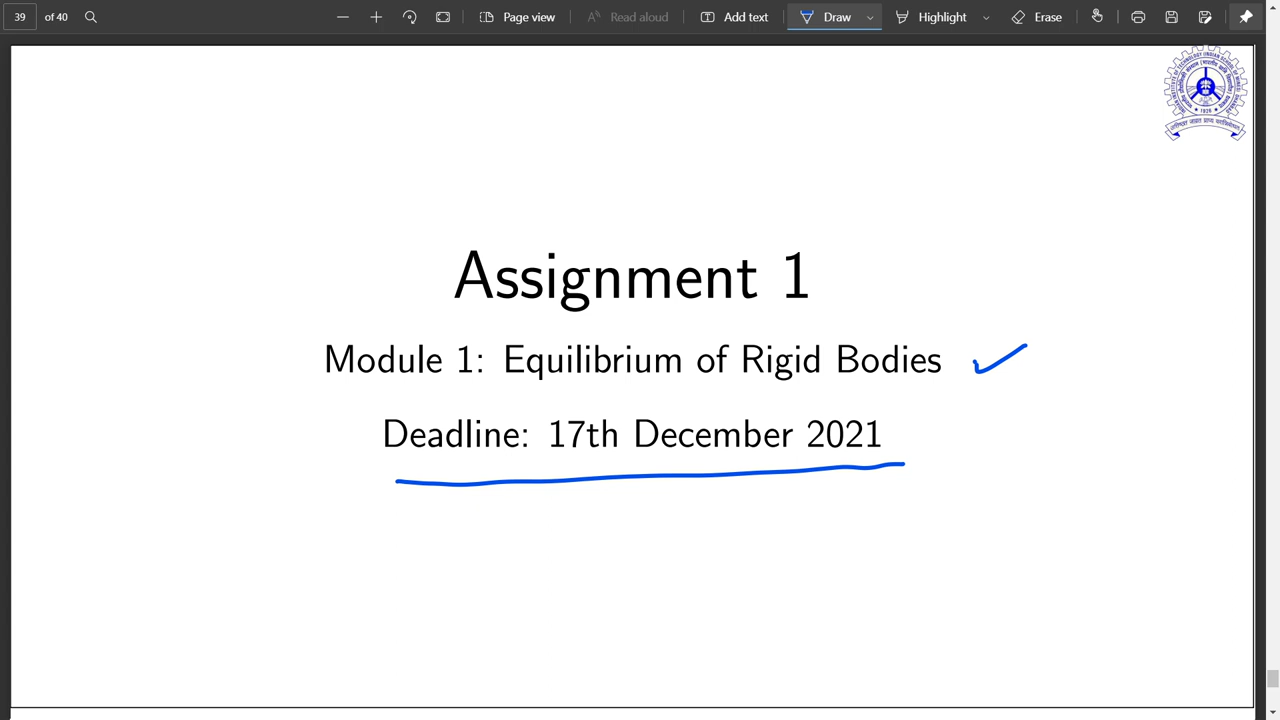 39 of 40 Page view Read aloud Add text Draw Highlight Erase
Assignment 1
Module 1: Equilibrium of Rigid Bodies
Deadline: 17th December 2021